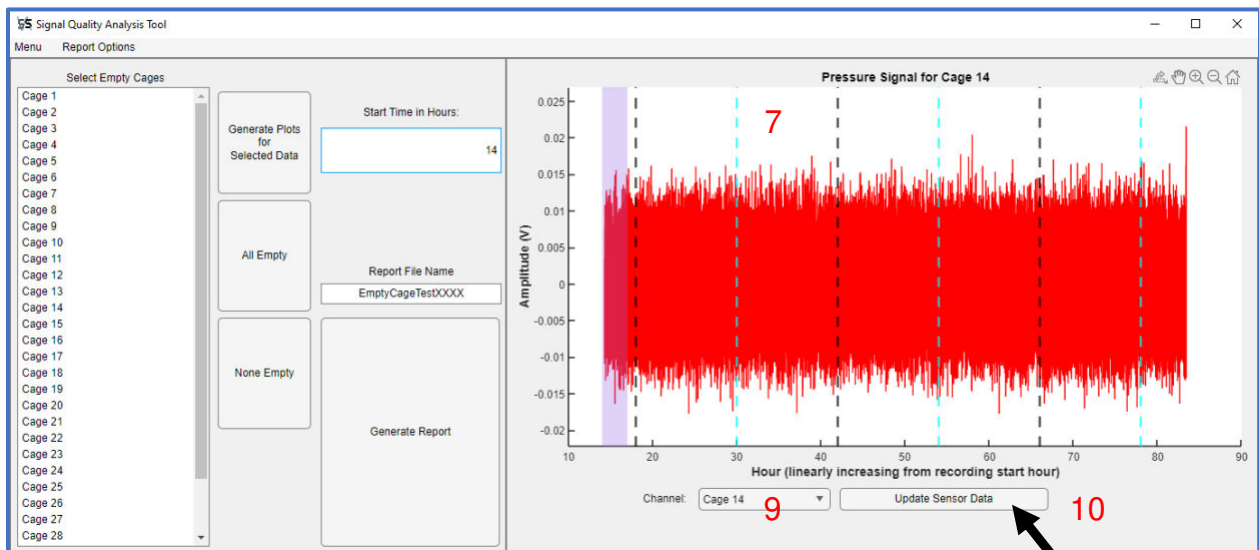 Signal Quality Analysis Tool
Menu Report Options
Select Empty Cages
Cage 1
Cage 2
Cage 3
Cage 4
Cage 5
Cage 6
Cage 7
Cage 8
Cage 9
Cage 10
Cage 11
Cage 12
Cage 13
Cage 14
Cage 15
Cage 16
Cage 17
Cage 18
Cage 19
Cage 20
Cage 21
Cage 22
Cage 23
Cage 24
Cage 25
Cage 26
Cage 27
Cage 28
Generate Plots
for
Selected Data
All Empty
None Empty
Start Time in Hours:
14
Report File Name
EmptyCageTestXXXX
Generate Report
Pressure Signal for Cage 14
7
Amplitude (V)
0.025
0.02
0.015
0.01
0.005
0
-0.005
-0.01
-0.015
-0.02
10 20 30 40 50 60 70 80 90
Hour (linearly increasing from recording start hour)
Channel: Cage 14 9 Update Sensor Data 10